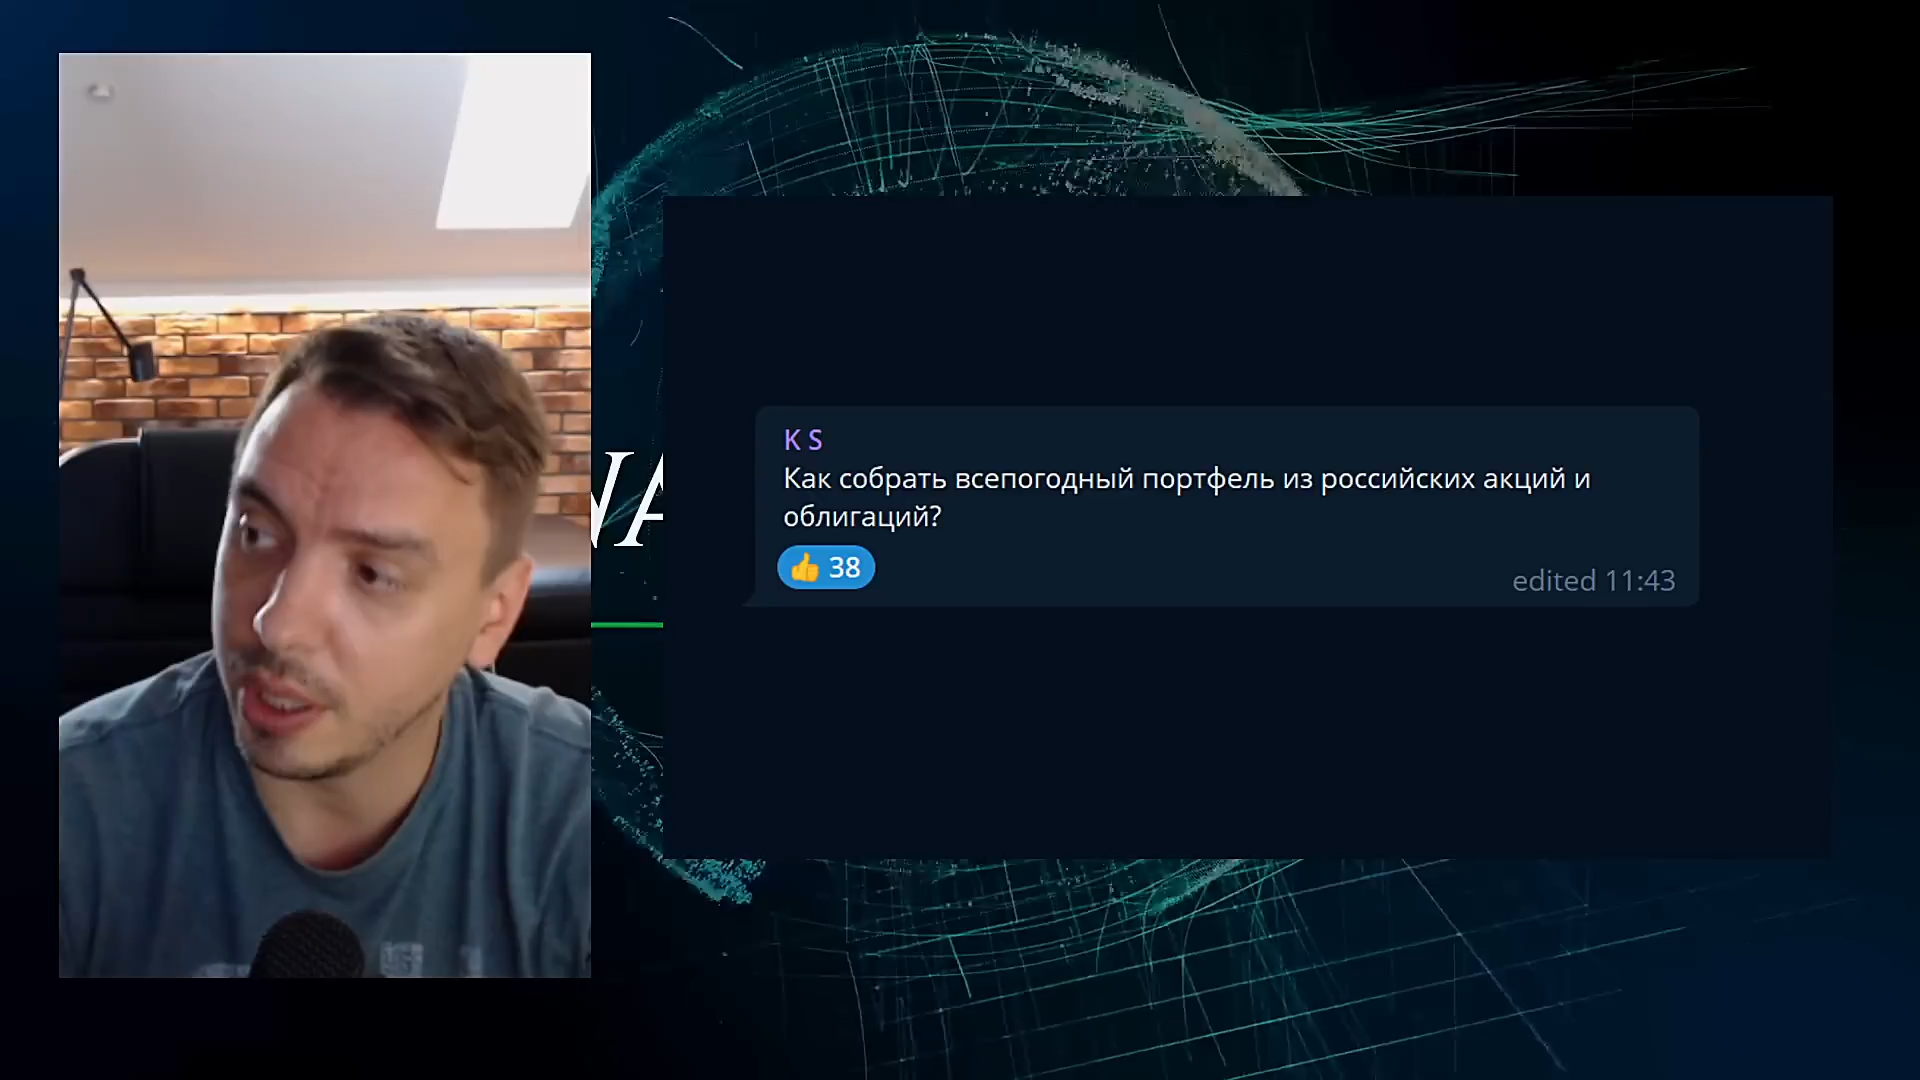 K S
Как собрать всепогодный портфель из российских акций и
облигаций?
👍 38
edited 11:43